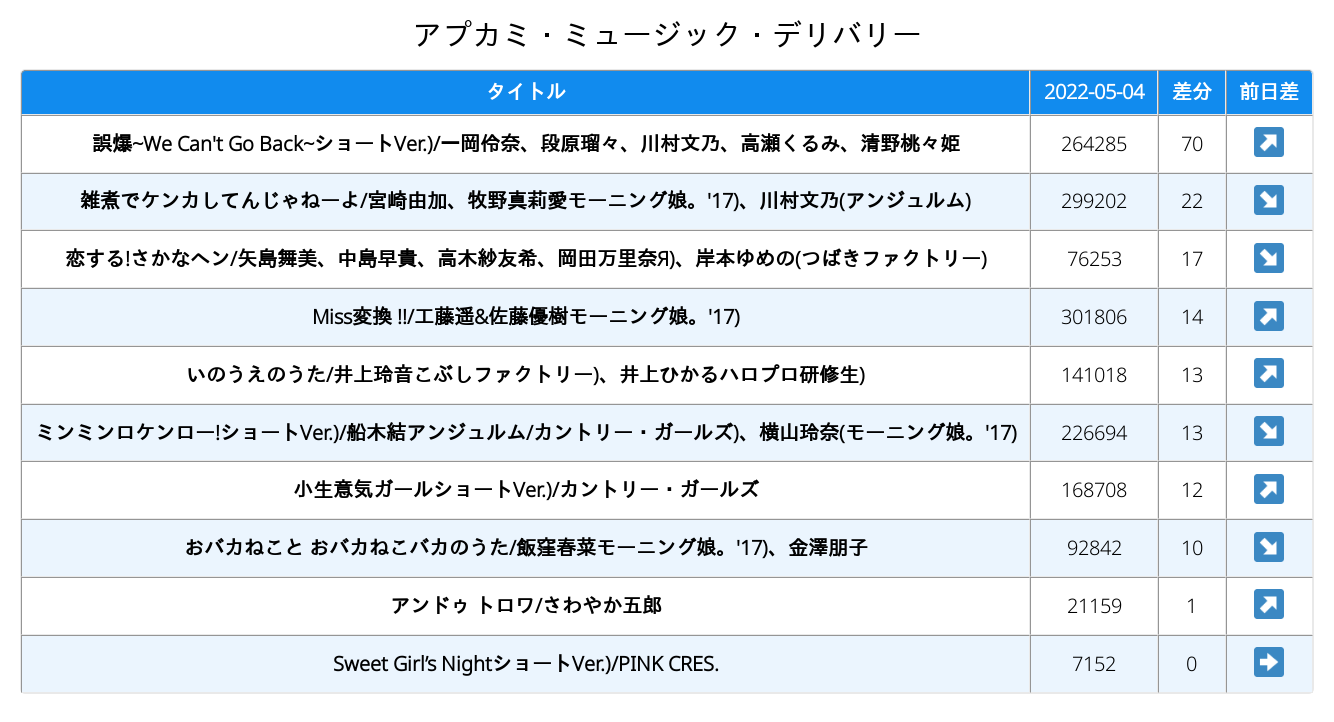 アプカミ・ミュージック・デリバリー
タイトル 2022-05-04 差分 前日差
誤爆~We Can't Go Back~ショートVer.)/一岡伶奈、段原瑠々、川村文乃、高瀬くるみ、清野桃々姫 264285 70
雑煮でケンカしてんじゃねーよ/宮崎由加、牧野真莉愛モーニング娘。'17)、川村文乃(アンジュルム) 299202 22
恋する!さかなヘン/矢島舞美、中島早貴、高木紗友希、岡田万里奈Я)、岸本ゆめの(つばきファクトリー) 76253 17
Miss変換 !!/工藤遥&佐藤優樹モーニング娘。'17) 301806 14
いのうえのうた/井上玲音こぶしファクトリー)、井上ひかるハロプロ研修生) 141018 13
ミンミンロケンロー!ショートVer.)/船木結アンジュルム/カントリー・ガールズ)、横山玲奈(モーニング娘。'17) 226694 13
小生意気ガールショートVer.)/カントリー・ガールズ 168708 12
おバカねこと おバカねこバカのうた/飯窪春菜モーニング娘。'17)、金澤朋子 92842 10
アンドゥ トロワ/さわやか五郎 21159 1
Sweet Girl’s NightショートVer.)/PINK CRES. 7152 0